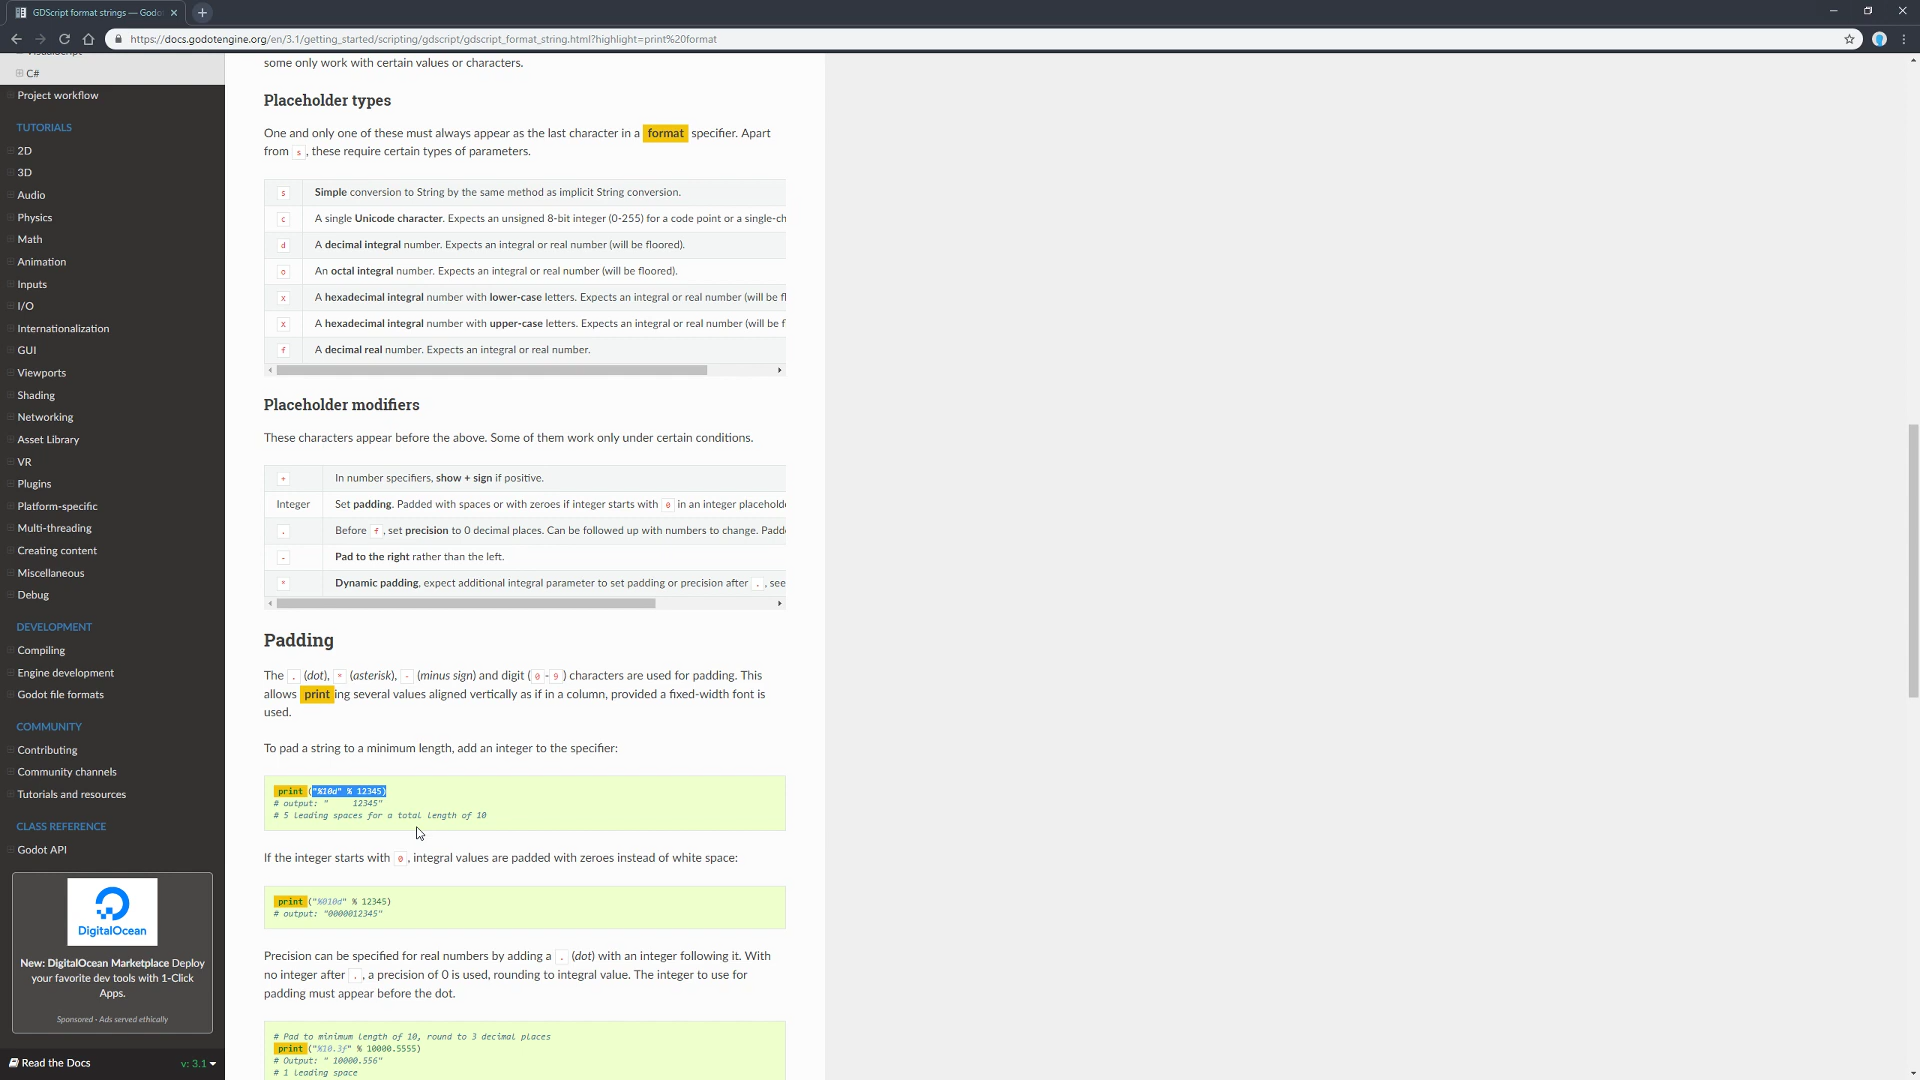 GDScript format strings — Godo
https://docs.godotengine.org/en/3.1/getting_started/scripting/gdscript/gdscript_format_string.html?highlight=print%20format
VisualScript
C#
Project workflow
TUTORIALS
2D
3D
Audio
Physics
Math
Animation
Inputs
I/O
Internationalization
GUI
Viewports
Shading
Networking
Asset Library
VR
Plugins
Platform-specific
Multi-threading
Creating content
Miscellaneous
Debug
DEVELOPMENT
Compiling
Engine development
Godot file formats
COMMUNITY
Contributing
Community channels
Tutorials and resources
CLASS REFERENCE
Godot API
DigitalOcean
New: DigitalOcean Marketplace Deploy
your favorite dev tools with 1-Click
Apps.
Sponsored · Ads served ethically
Read the Docs
v: 3.1
some only work with certain values or characters.
Placeholder types
One and only one of these must always appear as the last character in a format specifier. Apart
from s , these require certain types of parameters.
s Simple conversion to String by the same method as implicit String conversion.
c A single Unicode character. Expects an unsigned 8-bit integer (0-255) for a code point or a single-ch
d A decimal integral number. Expects an integral or real number (will be floored).
o An octal integral number. Expects an integral or real number (will be floored).
x A hexadecimal integral number with lower-case letters. Expects an integral or real number (will be fl
X A hexadecimal integral number with upper-case letters. Expects an integral or real number (will be f
f A decimal real number. Expects an integral or real number.
Placeholder modifiers
These characters appear before the above. Some of them work only under certain conditions.
+ In number specifiers, show + sign if positive.
Integer Set padding. Padded with spaces or with zeroes if integer starts with 0 in an integer placeholde
. Before f , set precision to 0 decimal places. Can be followed up with numbers to change. Padde
- Pad to the right rather than the left.
* Dynamic padding, expect additional integral parameter to set padding or precision after . , see
Padding
The . (dot), * (asterisk), - (minus sign) and digit ( 0 - 9 ) characters are used for padding. This
allows printing several values aligned vertically as if in a column, provided a fixed-width font is
used.
To pad a string to a minimum length, add an integer to the specifier:
print("%10d" % 12345)
# output: "     12345"
# 5 leading spaces for a total length of 10
If the integer starts with 0 , integral values are padded with zeroes instead of white space:
print("%010d" % 12345)
# output: "0000012345"
Precision can be specified for real numbers by adding a . (dot) with an integer following it. With
no integer after . , a precision of 0 is used, rounding to integral value. The integer to use for
padding must appear before the dot.
# Pad to minimum length of 10, round to 3 decimal places
print("%10.3f" % 10000.5555)
# Output: " 10000.556"
# 1 leading space